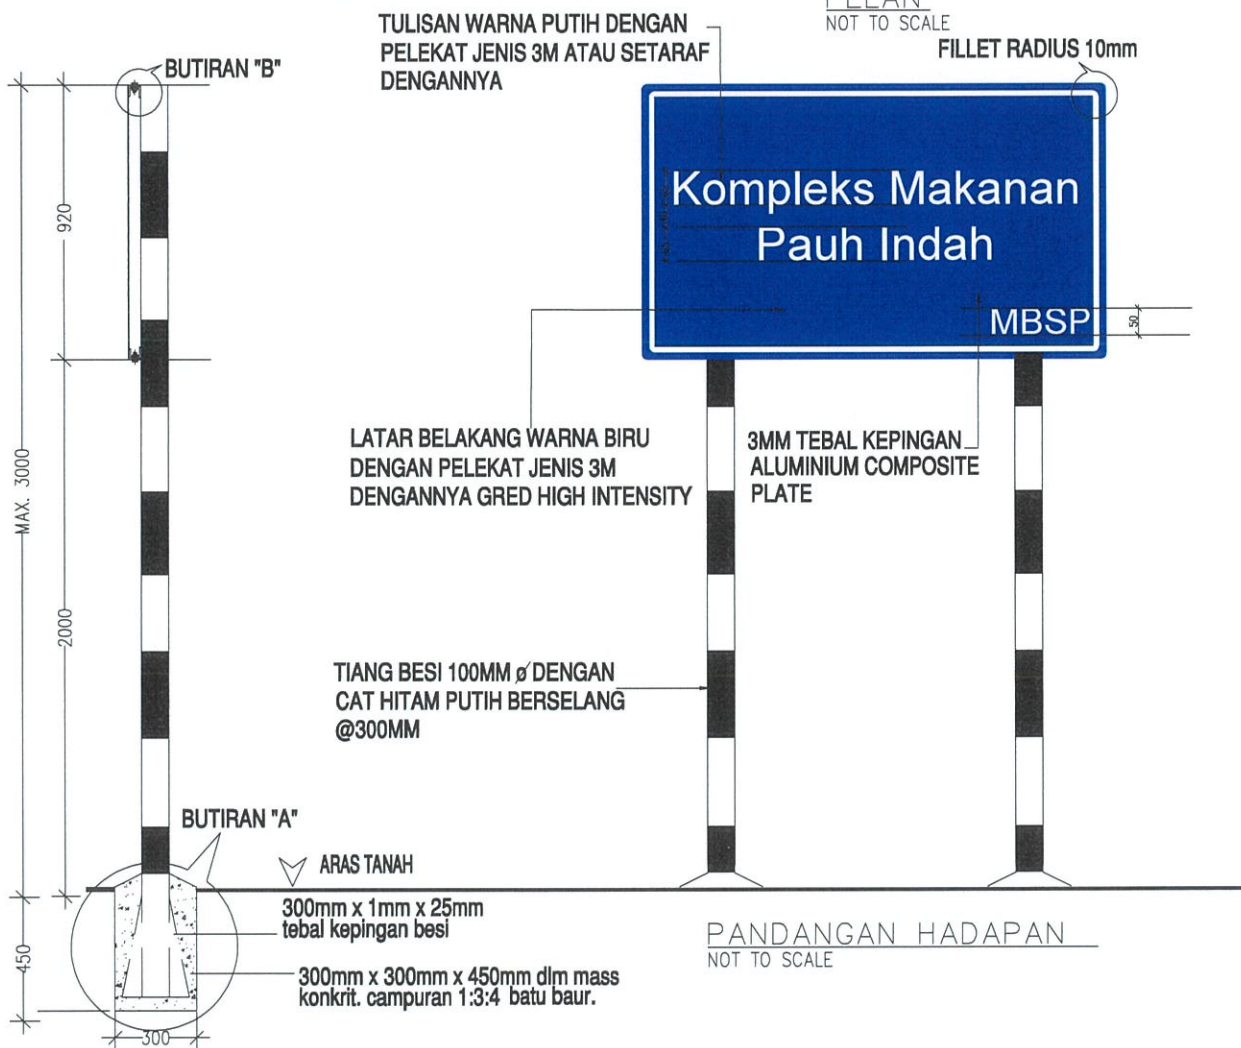 NOT TO SCALE
TULISAN WARNA PUTIH DENGAN
PELEKAT JENIS 3M ATAU SETARAF
DENGANNYA
FILLET RADIUS 10mm
BUTIRAN "B"
Kompleks Makanan
Pauh Indah
MBSP
50
920
MAX. 3000
2000
LATAR BELAKANG WARNA BIRU
DENGAN PELEKAT JENIS 3M
DENGANNYA GRED HIGH INTENSITY
3MM TEBAL KEPINGAN
ALUMINIUM COMPOSITE
PLATE
TIANG BESI 100MM ø DENGAN
CAT HITAM PUTIH BERSELANG
@300MM
BUTIRAN "A"
ARAS TANAH
300mm x 1mm x 25mm
tebal kepingan besi
300mm x 300mm x 450mm dlm mass
konkrit. campuran 1:3:4 batu baur.
450
300
PANDANGAN HADAPAN
NOT TO SCALE